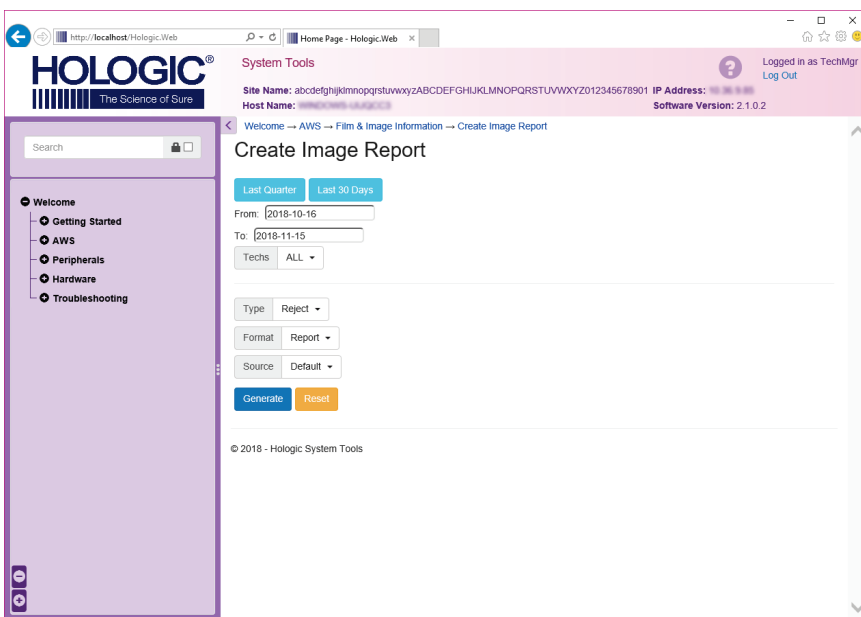 http://localhost/Hologic.Web
Home Page - Hologic.Web
HOLOGIC®
The Science of Sure
System Tools
Logged in as TechMgr
Log Out
Site Name: abcdefghijklmnopqrstuvwxyzABCDEFGHIJKLMNOPQRSTUVWXYZ012345678901 IP Address:
Host Name: Software Version: 2.1.0.2
Search
Welcome → AWS → Film & Image Information → Create Image Report
Create Image Report
Last Quarter Last 30 Days
From: 2018-10-16
To: 2018-11-15
Techs ALL
Type Reject
Format Report
Source Default
Generate Reset
© 2018 - Hologic System Tools
Welcome
Getting Started
AWS
Peripherals
Hardware
Troubleshooting